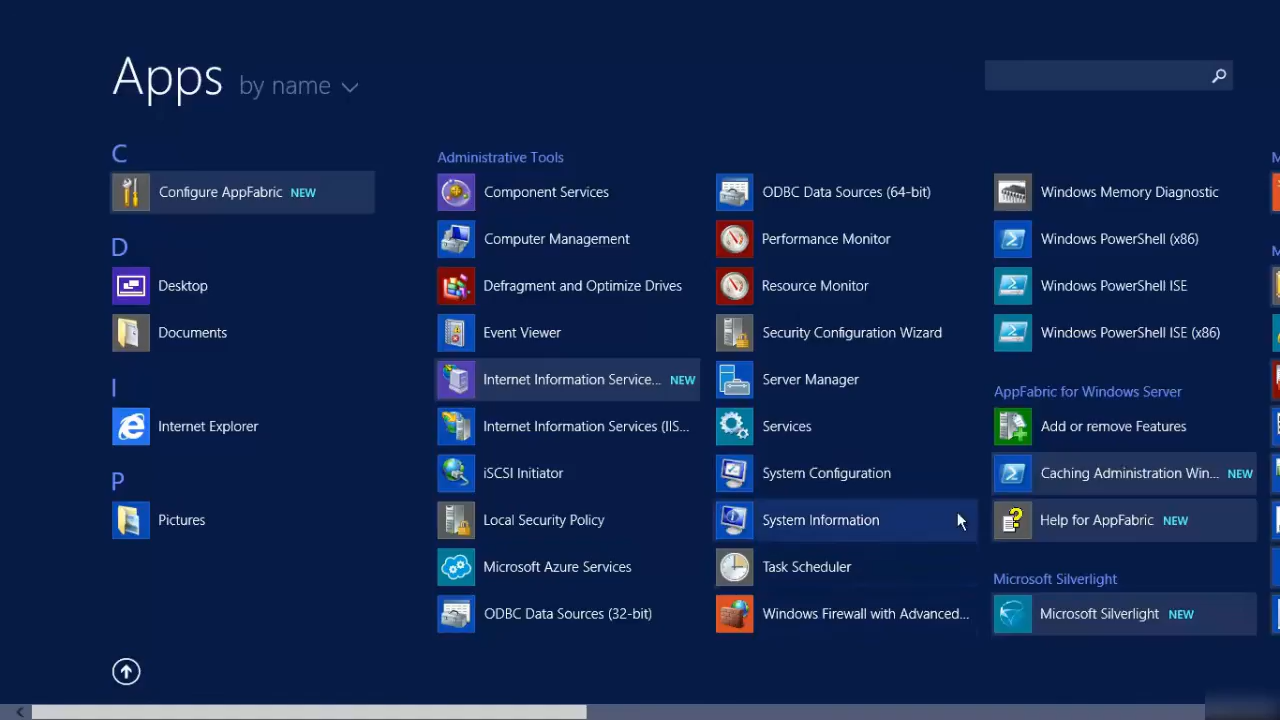 Apps by name
C
Configure AppFabric NEW
D
Desktop
Documents
I
Internet Explorer
P
Pictures
Administrative Tools
Component Services
Computer Management
Defragment and Optimize Drives
Event Viewer
Internet Information Service... NEW
Internet Information Services (IIS...
iSCSI Initiator
Local Security Policy
Microsoft Azure Services
ODBC Data Sources (32-bit)
ODBC Data Sources (64-bit)
Performance Monitor
Resource Monitor
Security Configuration Wizard
Server Manager
Services
System Configuration
System Information
Task Scheduler
Windows Firewall with Advanced...
Windows Memory Diagnostic
Windows PowerShell (x86)
Windows PowerShell ISE
Windows PowerShell ISE (x86)
AppFabric for Windows Server
Add or remove Features
Caching Administration Win... NEW
Help for AppFabric NEW
Microsoft Silverlight
Microsoft Silverlight NEW